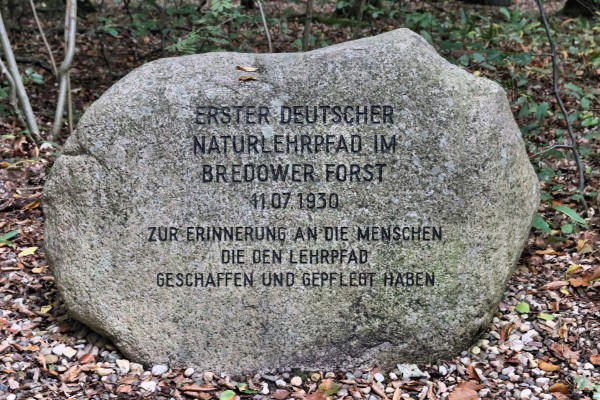 ERSTER DEUTSCHER
NATURLEHRPFAD IM
BREDOWER FORST
11.07.1930
ZUR ERINNERUNG AN DIE MENSCHEN
DIE DEN LEHRPFAD
GESCHAFFEN UND GEPFLEGT HABEN